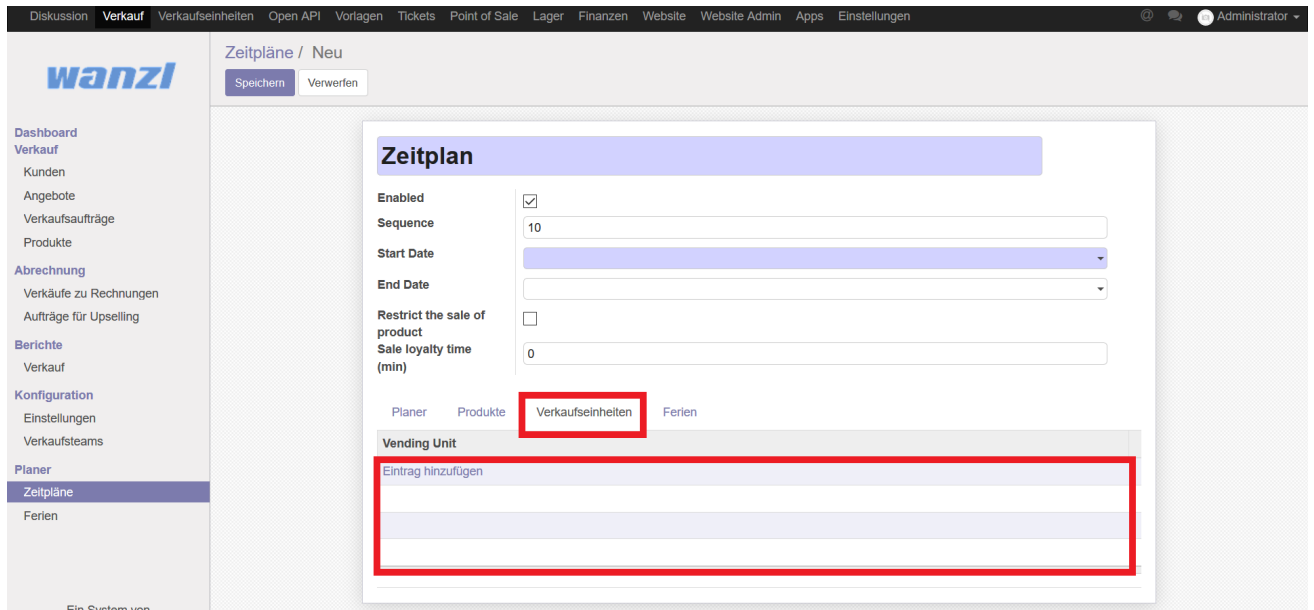 Diskussion Verkauf Verkaufseinheiten Open API Vorlagen Tickets Point of Sale Lager Finanzen Website Website Admin Apps Einstellungen @ Administrator
wanzl
Zeitpläne / Neu
Speichern Verwerfen
Dashboard
Verkauf
Kunden
Angebote
Verkaufsaufträge
Produkte
Abrechnung
Verkäufe zu Rechnungen
Aufträge für Upselling
Berichte
Verkauf
Konfiguration
Einstellungen
Verkaufsteams
Planer
Zeitpläne
Ferien
Ein System von
Zeitplan
Enabled
Sequence 10
Start Date
End Date
Restrict the sale of
product
Sale loyalty time
(min) 0
Planer Produkte Verkaufseinheiten Ferien
Vending Unit
Eintrag hinzufügen